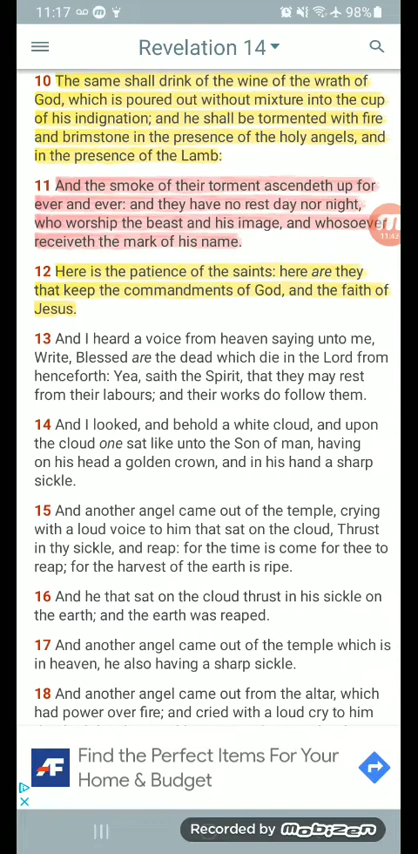 11:17 98%
Revelation 14
10 The same shall drink of the wine of the wrath of
God, which is poured out without mixture into the cup
of his indignation; and he shall be tormented with fire
and brimstone in the presence of the holy angels, and
in the presence of the Lamb:
11 And the smoke of their torment ascendeth up for
ever and ever: and they have no rest day nor night,
who worship the beast and his image, and whosoever
receiveth the mark of his name.
12 Here is the patience of the saints: here are they
that keep the commandments of God, and the faith of
Jesus.
13 And I heard a voice from heaven saying unto me,
Write, Blessed are the dead which die in the Lord from
henceforth: Yea, saith the Spirit, that they may rest
from their labours; and their works do follow them.
14 And I looked, and behold a white cloud, and upon
the cloud one sat like unto the Son of man, having
on his head a golden crown, and in his hand a sharp
sickle.
15 And another angel came out of the temple, crying
with a loud voice to him that sat on the cloud, Thrust
in thy sickle, and reap: for the time is come for thee to
reap; for the harvest of the earth is ripe.
16 And he that sat on the cloud thrust in his sickle on
the earth; and the earth was reaped.
17 And another angel came out of the temple which is
in heaven, he also having a sharp sickle.
18 And another angel came out from the altar, which
had power over fire; and cried with a loud cry to him
AF
Find the Perfect Items For Your
Home & Budget
Recorded by mobizen